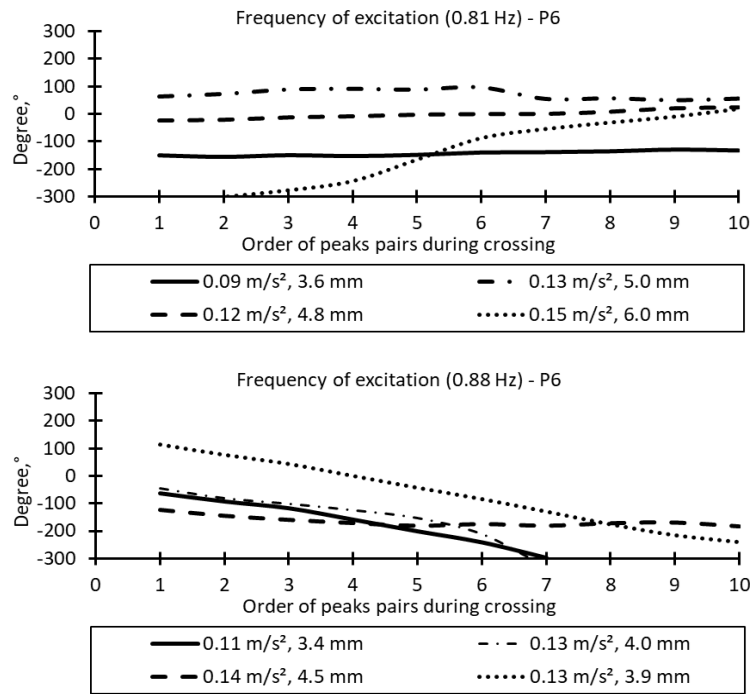 Frequency of excitation (0.81 Hz) - P6
Degree,°
300
200
100
0
-100
-200
-300
0 1 2 3 4 5 6 7 8 9 10
Order of peaks pairs during crossing
0.09 m/s², 3.6 mm 0.13 m/s², 5.0 mm
0.12 m/s², 4.8 mm 0.15 m/s², 6.0 mm
Frequency of excitation (0.88 Hz) - P6
Degree,°
300
200
100
0
-100
-200
-300
0 1 2 3 4 5 6 7 8 9 10
Order of peaks pairs during crossing
0.11 m/s², 3.4 mm 0.13 m/s², 4.0 mm
0.14 m/s², 4.5 mm 0.13 m/s², 3.9 mm